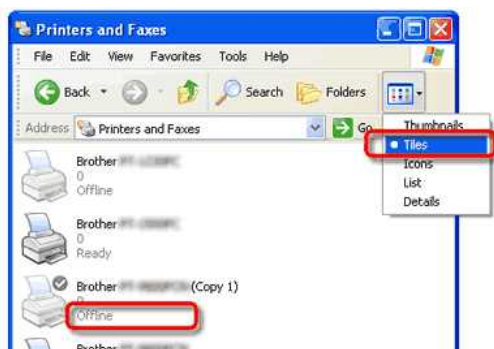 Printers and Faxes
File Edit View Favorites Tools Help
Back Search Folders
Address Printers and Faxes Go
Thumbnails
Tiles
Icons
List
Details
Brother
0
Offline
Brother
0
Ready
Brother (Copy 1)
0
Offline
Brother